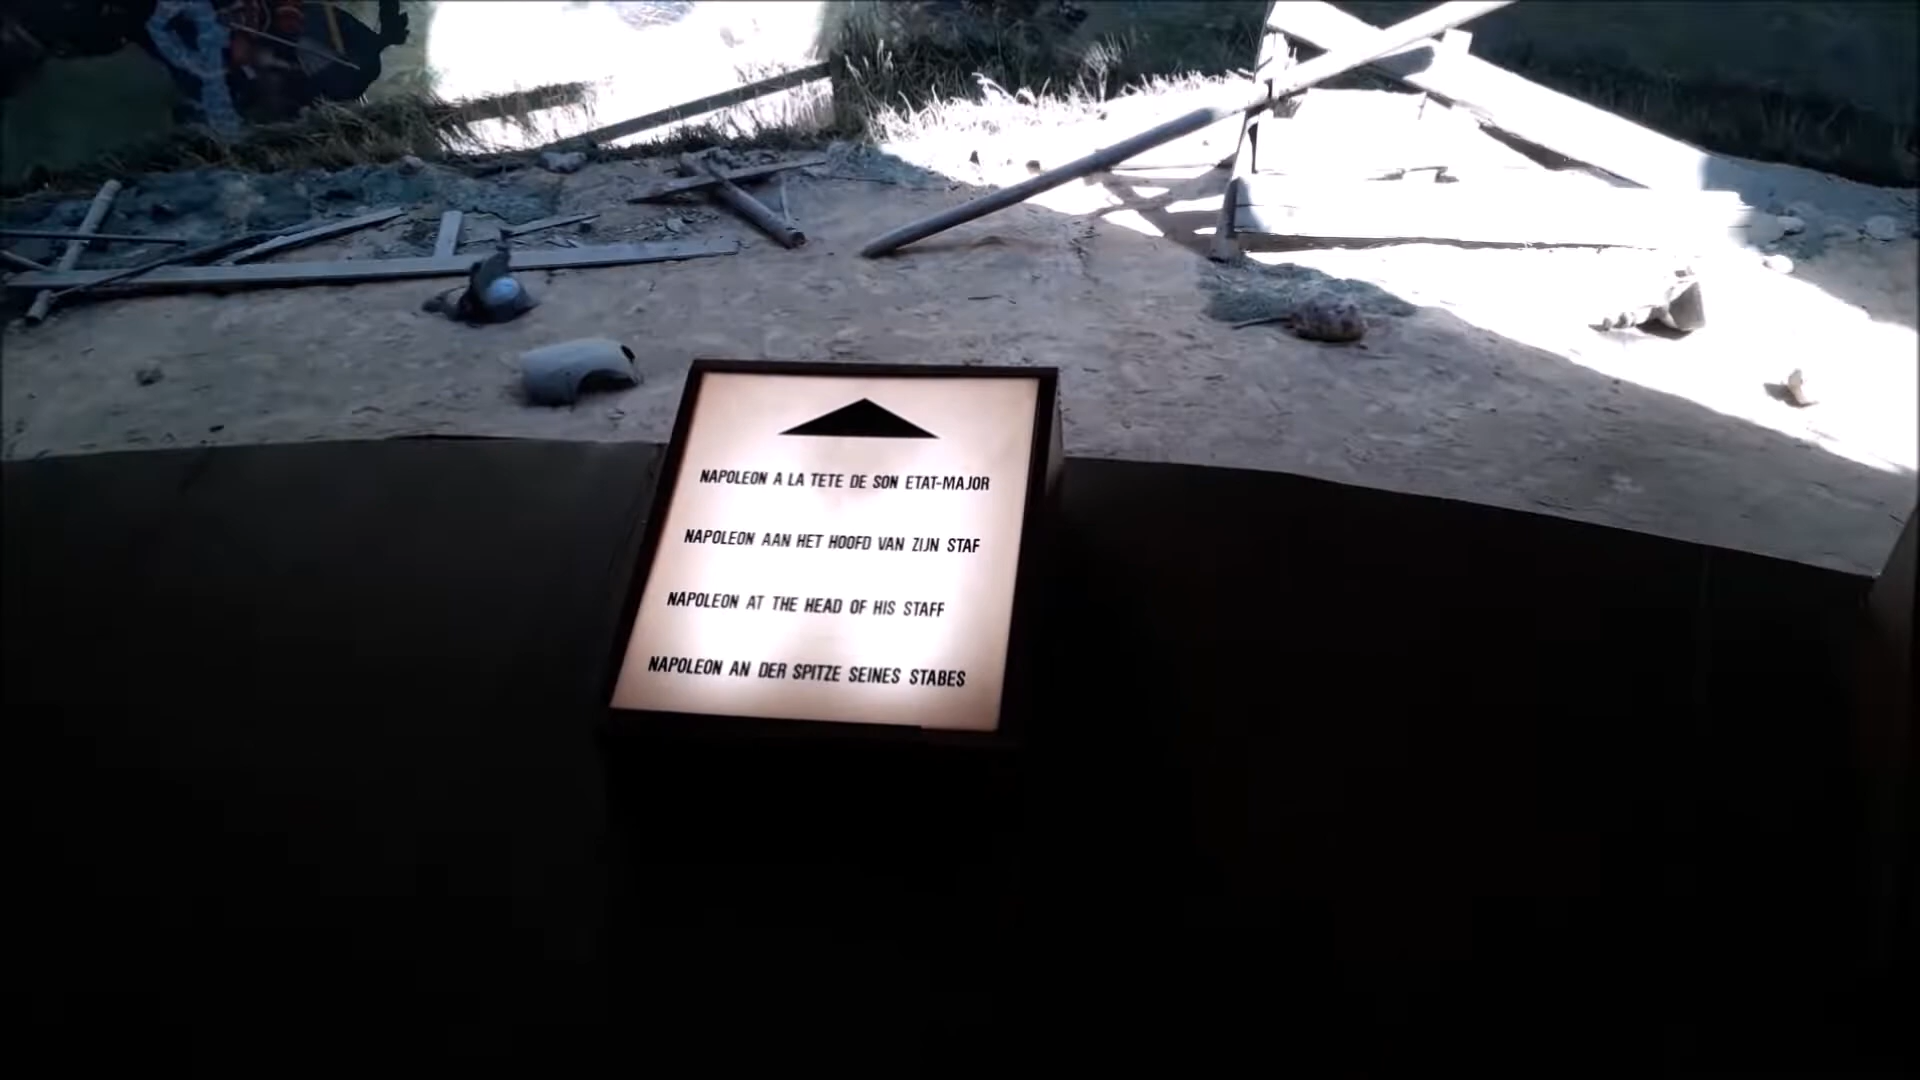 NAPOLEON A LA TETE DE SON ETAT-MAJOR
NAPOLEON AAN HET HOOFD VAN ZIJN STAF
NAPOLEON AT THE HEAD OF HIS STAFF
NAPOLEON AN DER SPITZE SEINES STABES